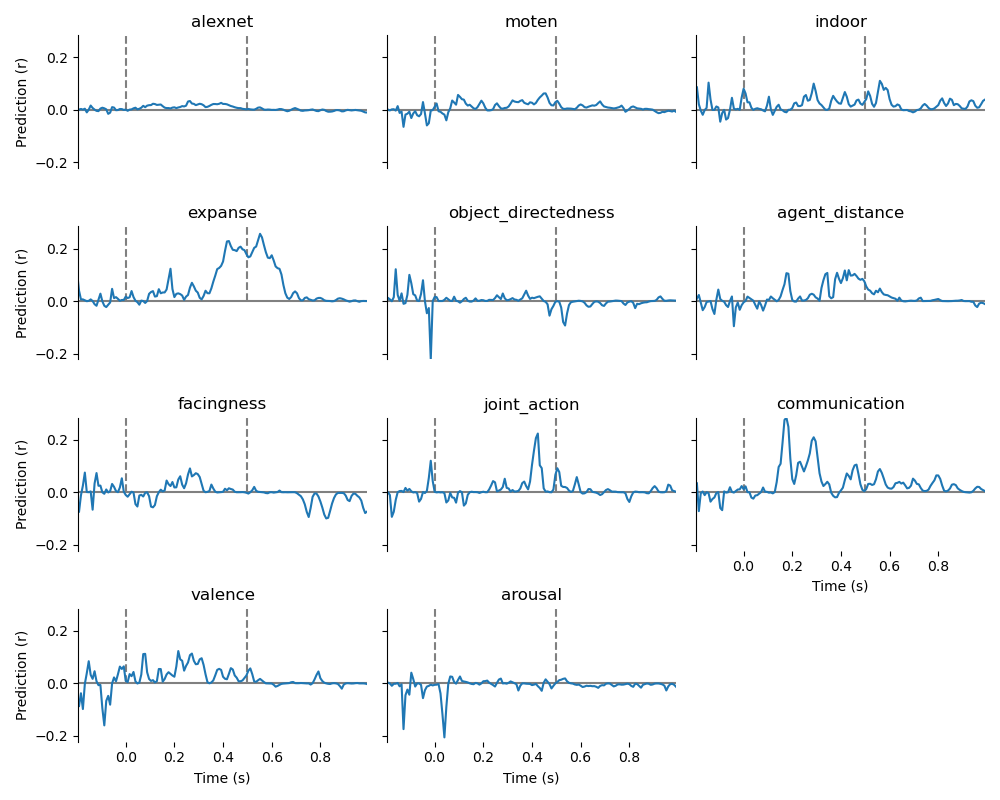 alexnet
moten
indoor
Prediction (r)
0.2
0.0
−0.2
expanse
object_directedness
agent_distance
Prediction (r)
0.2
0.0
−0.2
facingness
joint_action
communication
Prediction (r)
0.2
0.0
−0.2
0.0 0.2 0.4 0.6 0.8
Time (s)
valence
arousal
Prediction (r)
0.2
0.0
−0.2
0.0 0.2 0.4 0.6 0.8
0.0 0.2 0.4 0.6 0.8
Time (s)
Time (s)